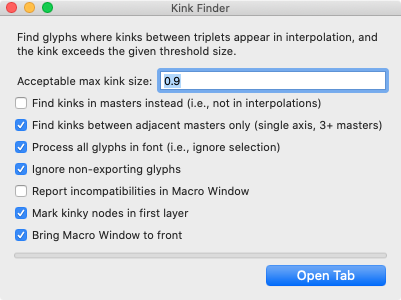 Kink Finder
Find glyphs where kinks between triplets appear in interpolation, and
the kink exceeds the given threshold size.
Acceptable max kink size: 0.9
Find kinks in masters instead (i.e., not in interpolations)
Find kinks between adjacent masters only (single axis, 3+ masters)
Process all glyphs in font (i.e., ignore selection)
Ignore non-exporting glyphs
Report incompatibilities in Macro Window
Mark kinky nodes in first layer
Bring Macro Window to front
Open Tab